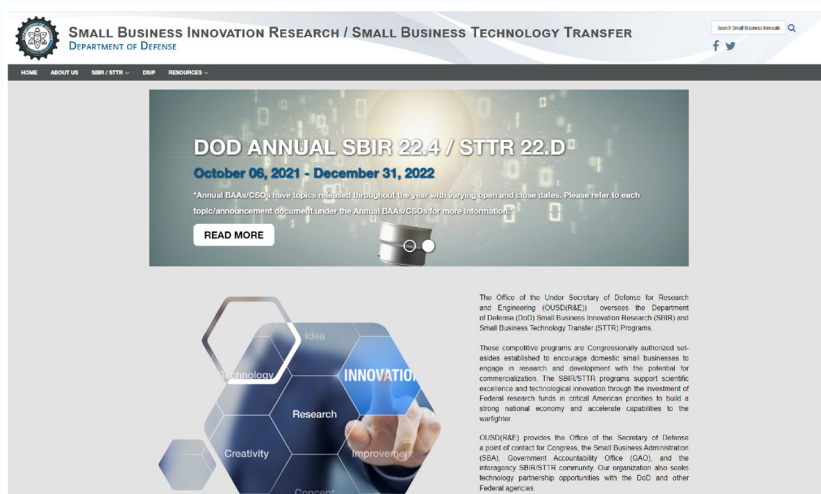 SMALL BUSINESS INNOVATION RESEARCH / SMALL BUSINESS TECHNOLOGY TRANSFER
DEPARTMENT OF DEFENSE
Search Small Business Innovatio
HOME ABOUT US SBIR / STTR DSIP RESOURCES
DOD ANNUAL SBIR 22.4 / STTR 22.D
October 06, 2021 - December 31, 2022
*Annual BAAs/CSOs have topics released throughout the year with varying open and close dates. Please refer to each
topic/announcement document under the Annual BAAs/CSOs for more information.*
READ MORE
Idea
Technology
INNOVATION
Research
Creativity
Improvement
Concept
The Office of the Under Secretary of Defense for Research
and Engineering (OUSD(R&E)) oversees the Department
of Defense (DoD) Small Business Innovation Research (SBIR) and
Small Business Technology Transfer (STTR) Programs.
These competitive programs are Congressionally authorized set-
asides established to encourage domestic small businesses to
engage in research and development with the potential for
commercialization. The SBIR/STTR programs support scientific
excellence and technological innovation through the investment of
Federal research funds in critical American priorities to build a
strong national economy and accelerate capabilities to the
warfighter.
OUSD(R&E) provides the Office of the Secretary of Defense
a point of contact for Congress, the Small Business Administration
(SBA), Government Accountability Office (GAO), and the
interagency SBIR/STTR community. Our organization also seeks
technology partnership opportunities with the DoD and other
Federal agencies.